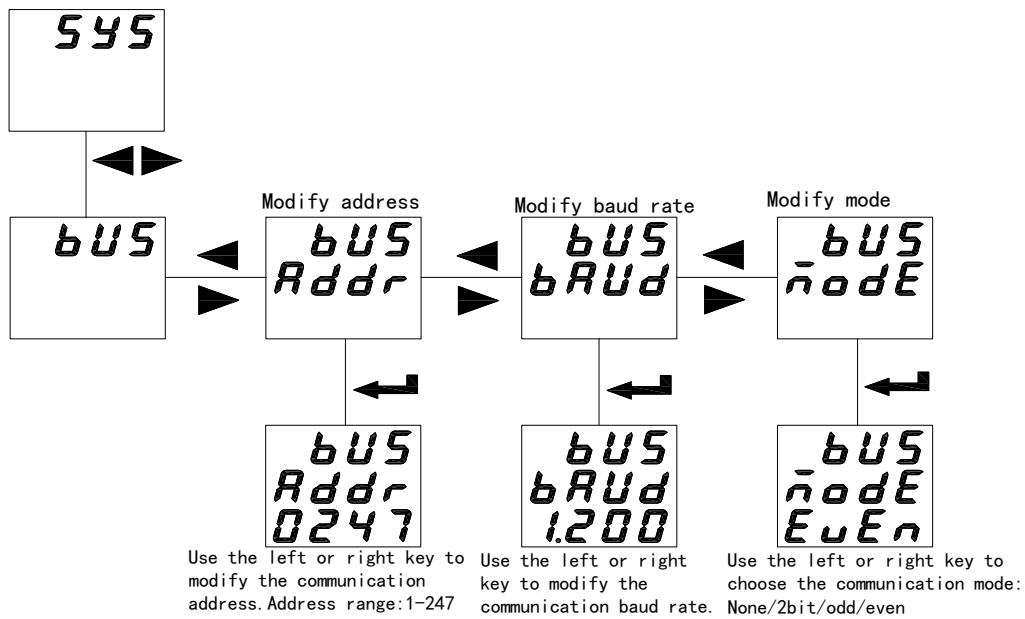 SYS
Modify address
Modify baud rate
Modify mode
bUS
bUS
Addr
bUS
bAUd
bUS
n̄odE
bUS
Addr
0247
bUS
bAUd
1.200
bUS
n̄odE
EuEn
Use the left or right key to
modify the communication
address.Address range:1-247
Use the left or right
key to modify the
communication baud rate.
Use the left or right key to
choose the communication mode:
None/2bit/odd/even